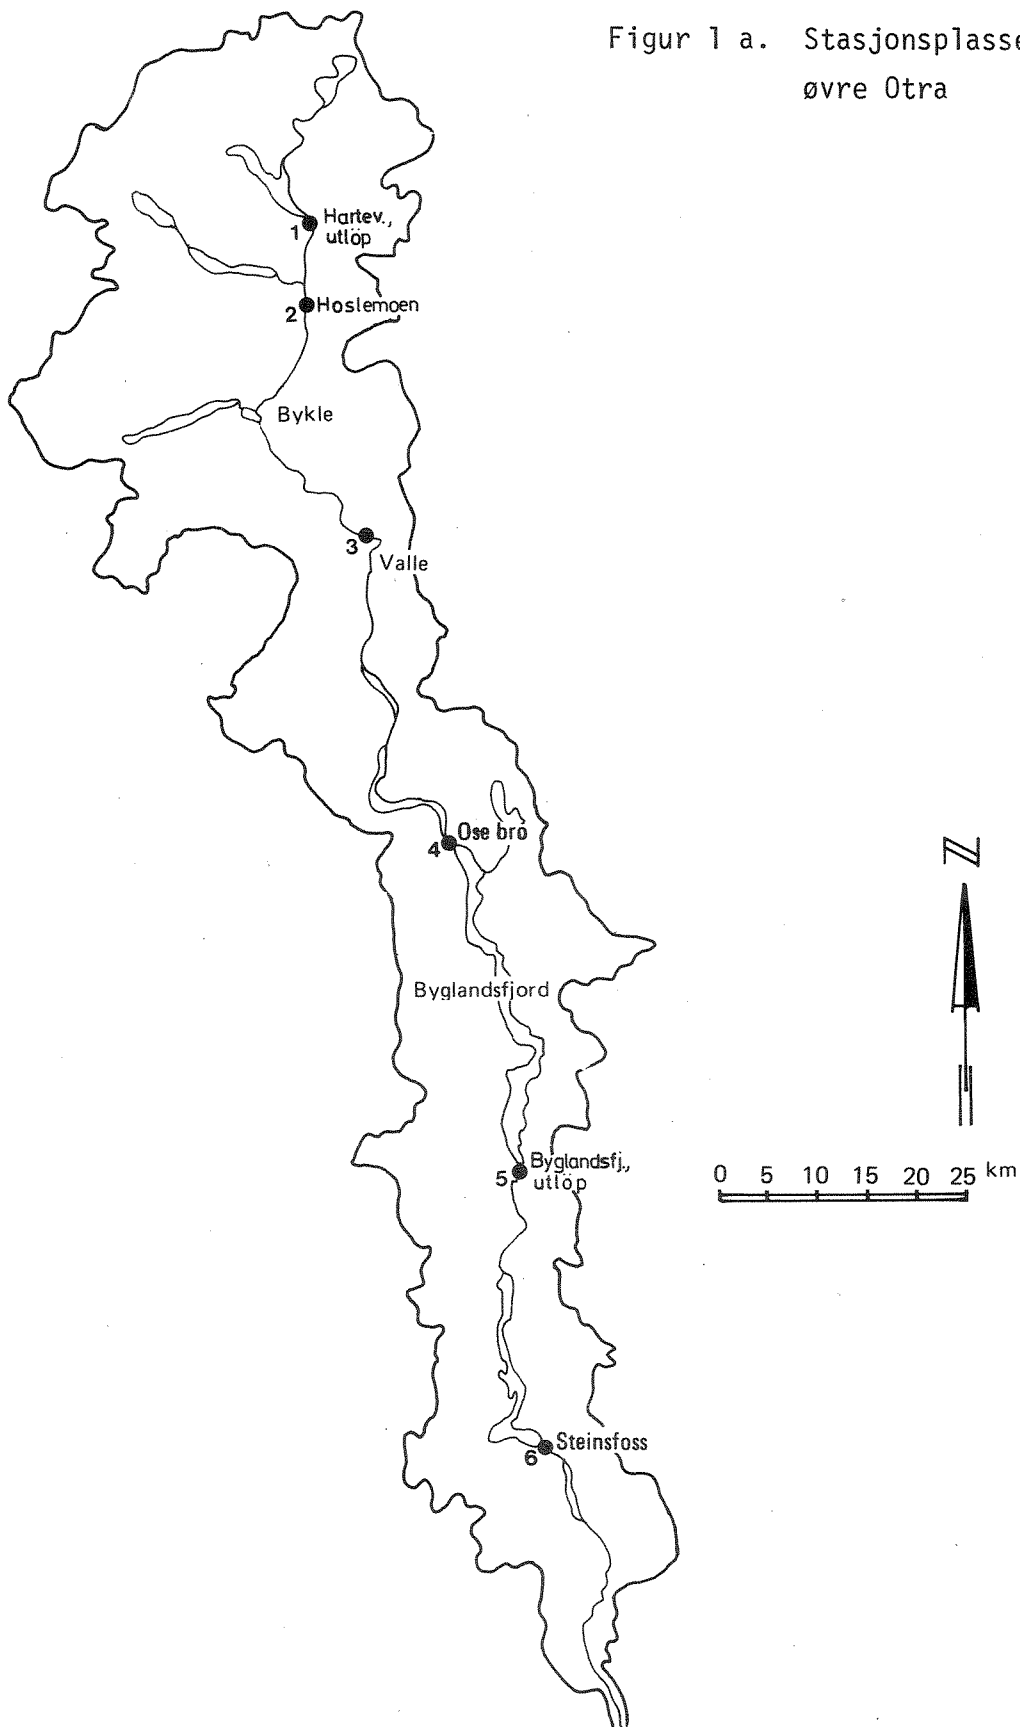 Figur 1 a. Stasjonsplasse
øvre Otra
1 Hartev.,
utlöp
2 Hoslemoen
Bykle
3
Valle
Ose bro
4
Byglandsfjord
N
Byglandsfj.,
5 utlöp
0 5 10 15 20 25 km
Steinsfoss
6